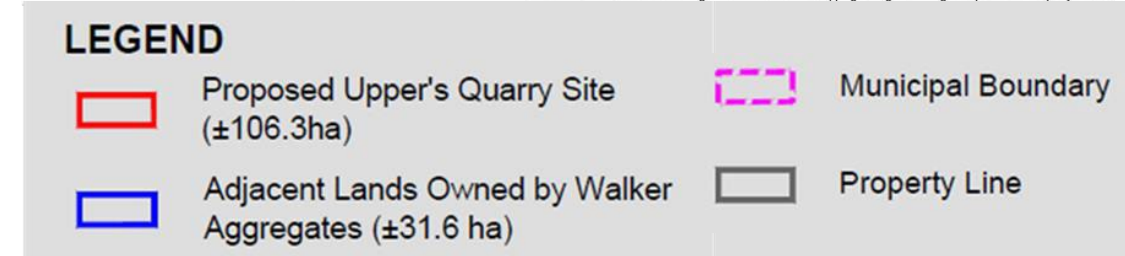 LEGEND
Proposed Upper's Quarry Site
(±106.3ha)
Adjacent Lands Owned by Walker
Aggregates (±31.6 ha)
Municipal Boundary
Property Line